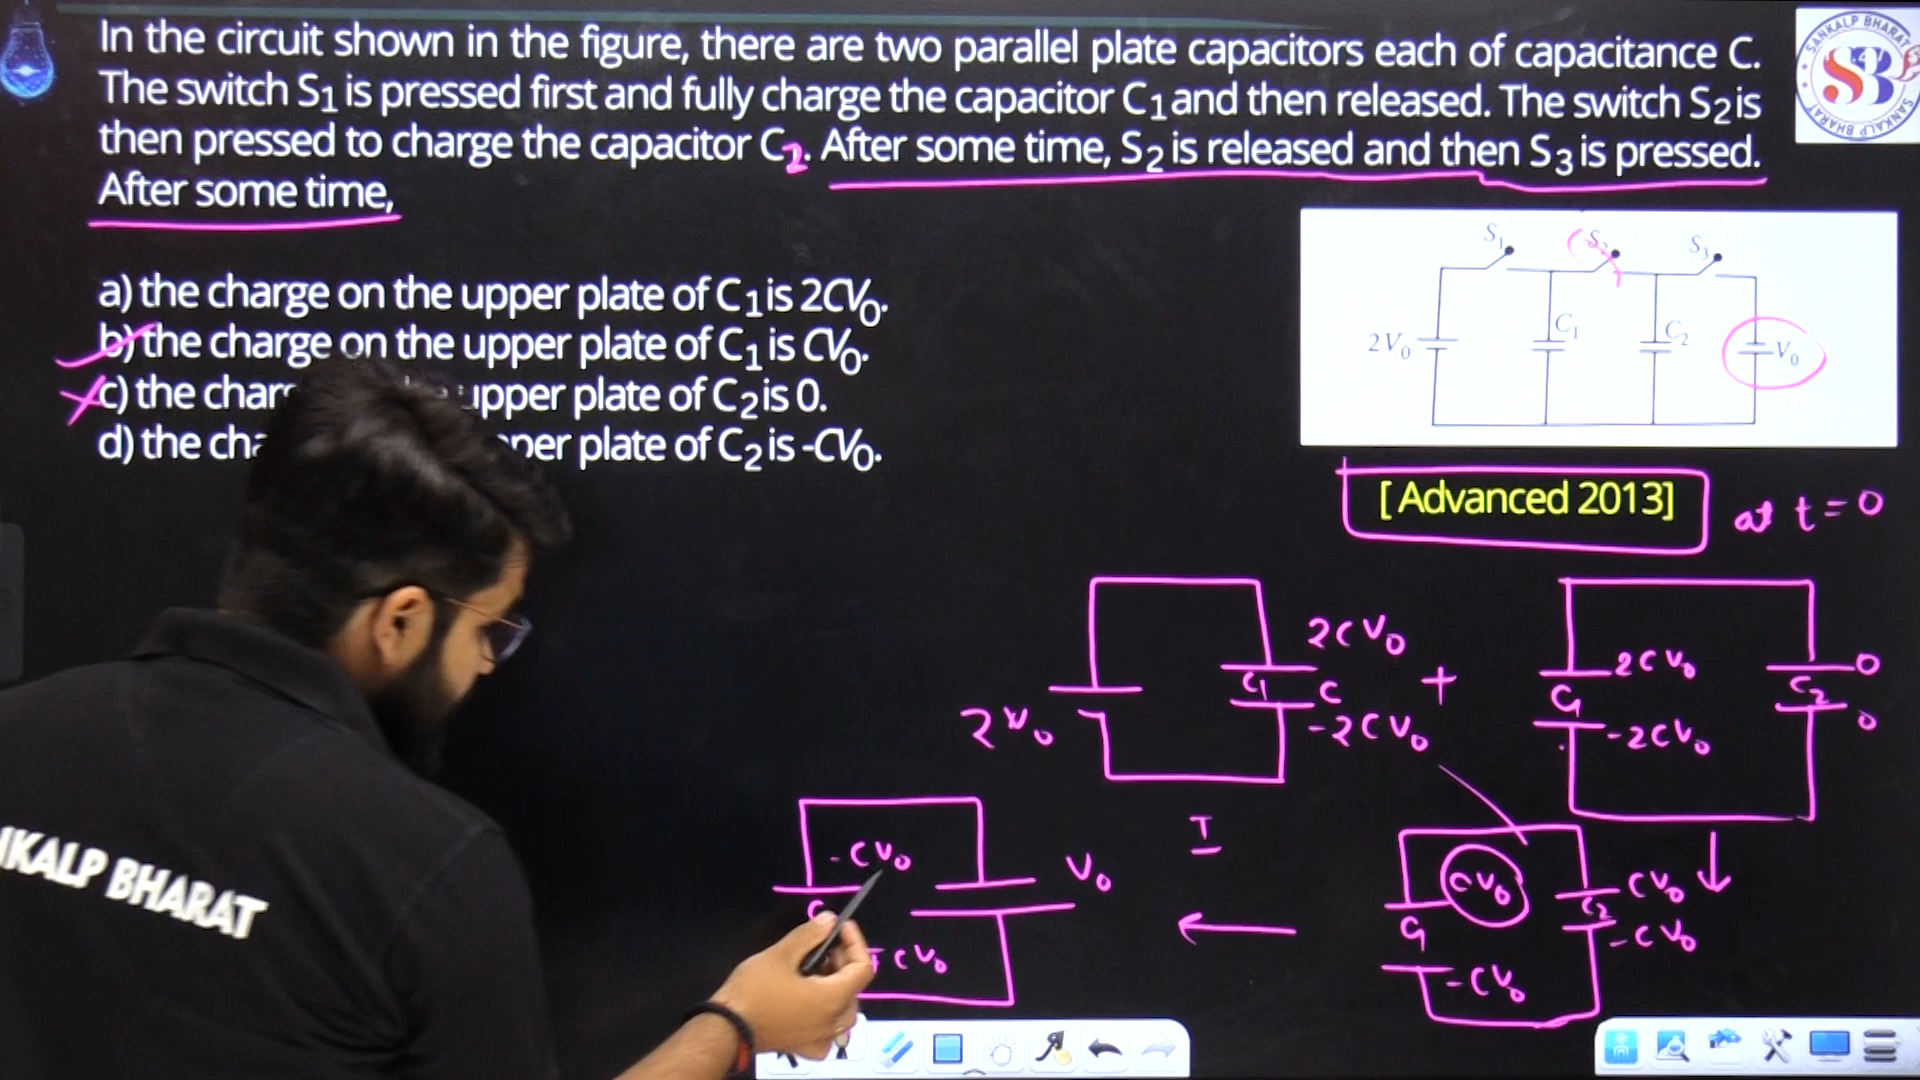 In the circuit shown in the figure, there are two parallel plate capacitors each of capacitance C.
The switch S1 is pressed first and fully charge the capacitor C1 and then released. The switch S2 is
then pressed to charge the capacitor C2. After some time, S2 is released and then S3 is pressed.
After some time,
a) the charge on the upper plate of C1 is 2CV0.
b) the charge on the upper plate of C1 is CV0.
c) the upper plate of C2 is 0.
d) the plate of C2 is -CV0.
SANKALP BHARAT
SB
S1 S2 S3
2V0 C1 C2 V0
[Advanced 2013] at t = 0
2V0 C1 C 2CV0 -2CV0 +
C1 2CV0 -2CV0 C2 0 0
I
C1 CV0 -CV0 C2 CV0 -CV0
-CV0 +CV0 V0
KALP BHARAT